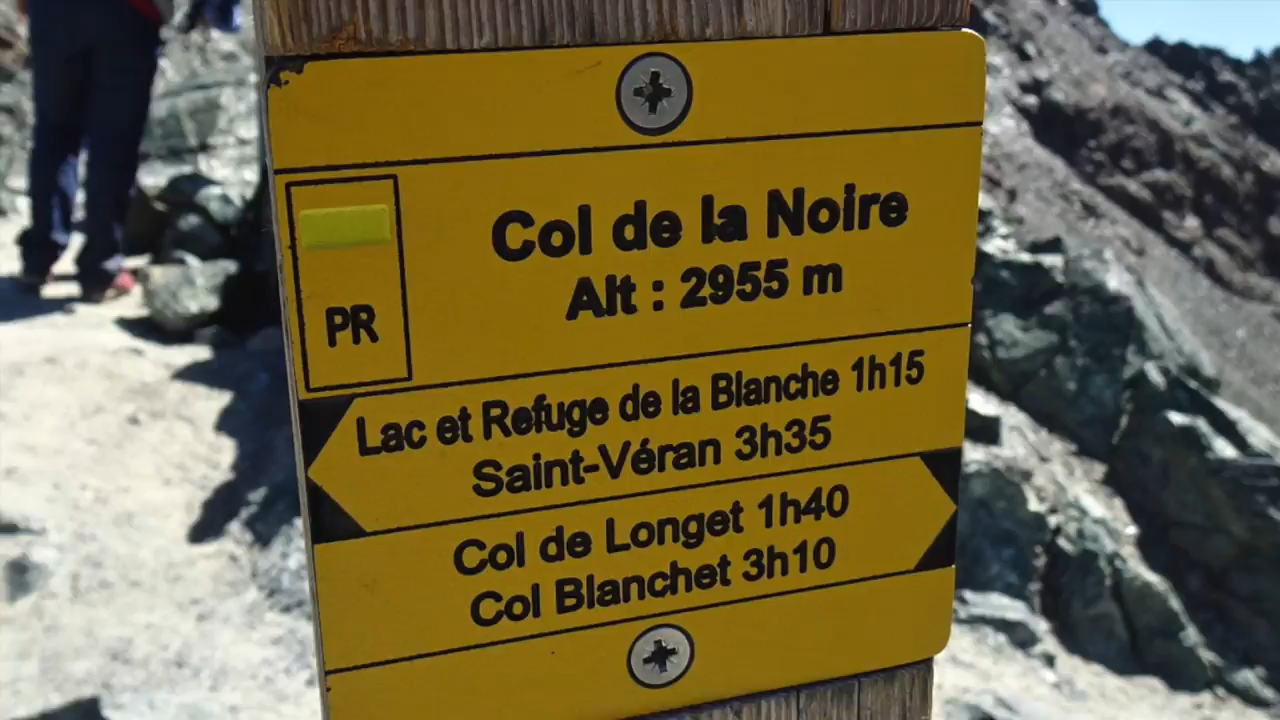 Col de la Noire
Alt : 2955 m
PR
Lac et Refuge de la Blanche 1h15
Saint-Véran 3h35
Col de Longet 1h40
Col Blanchet 3h10